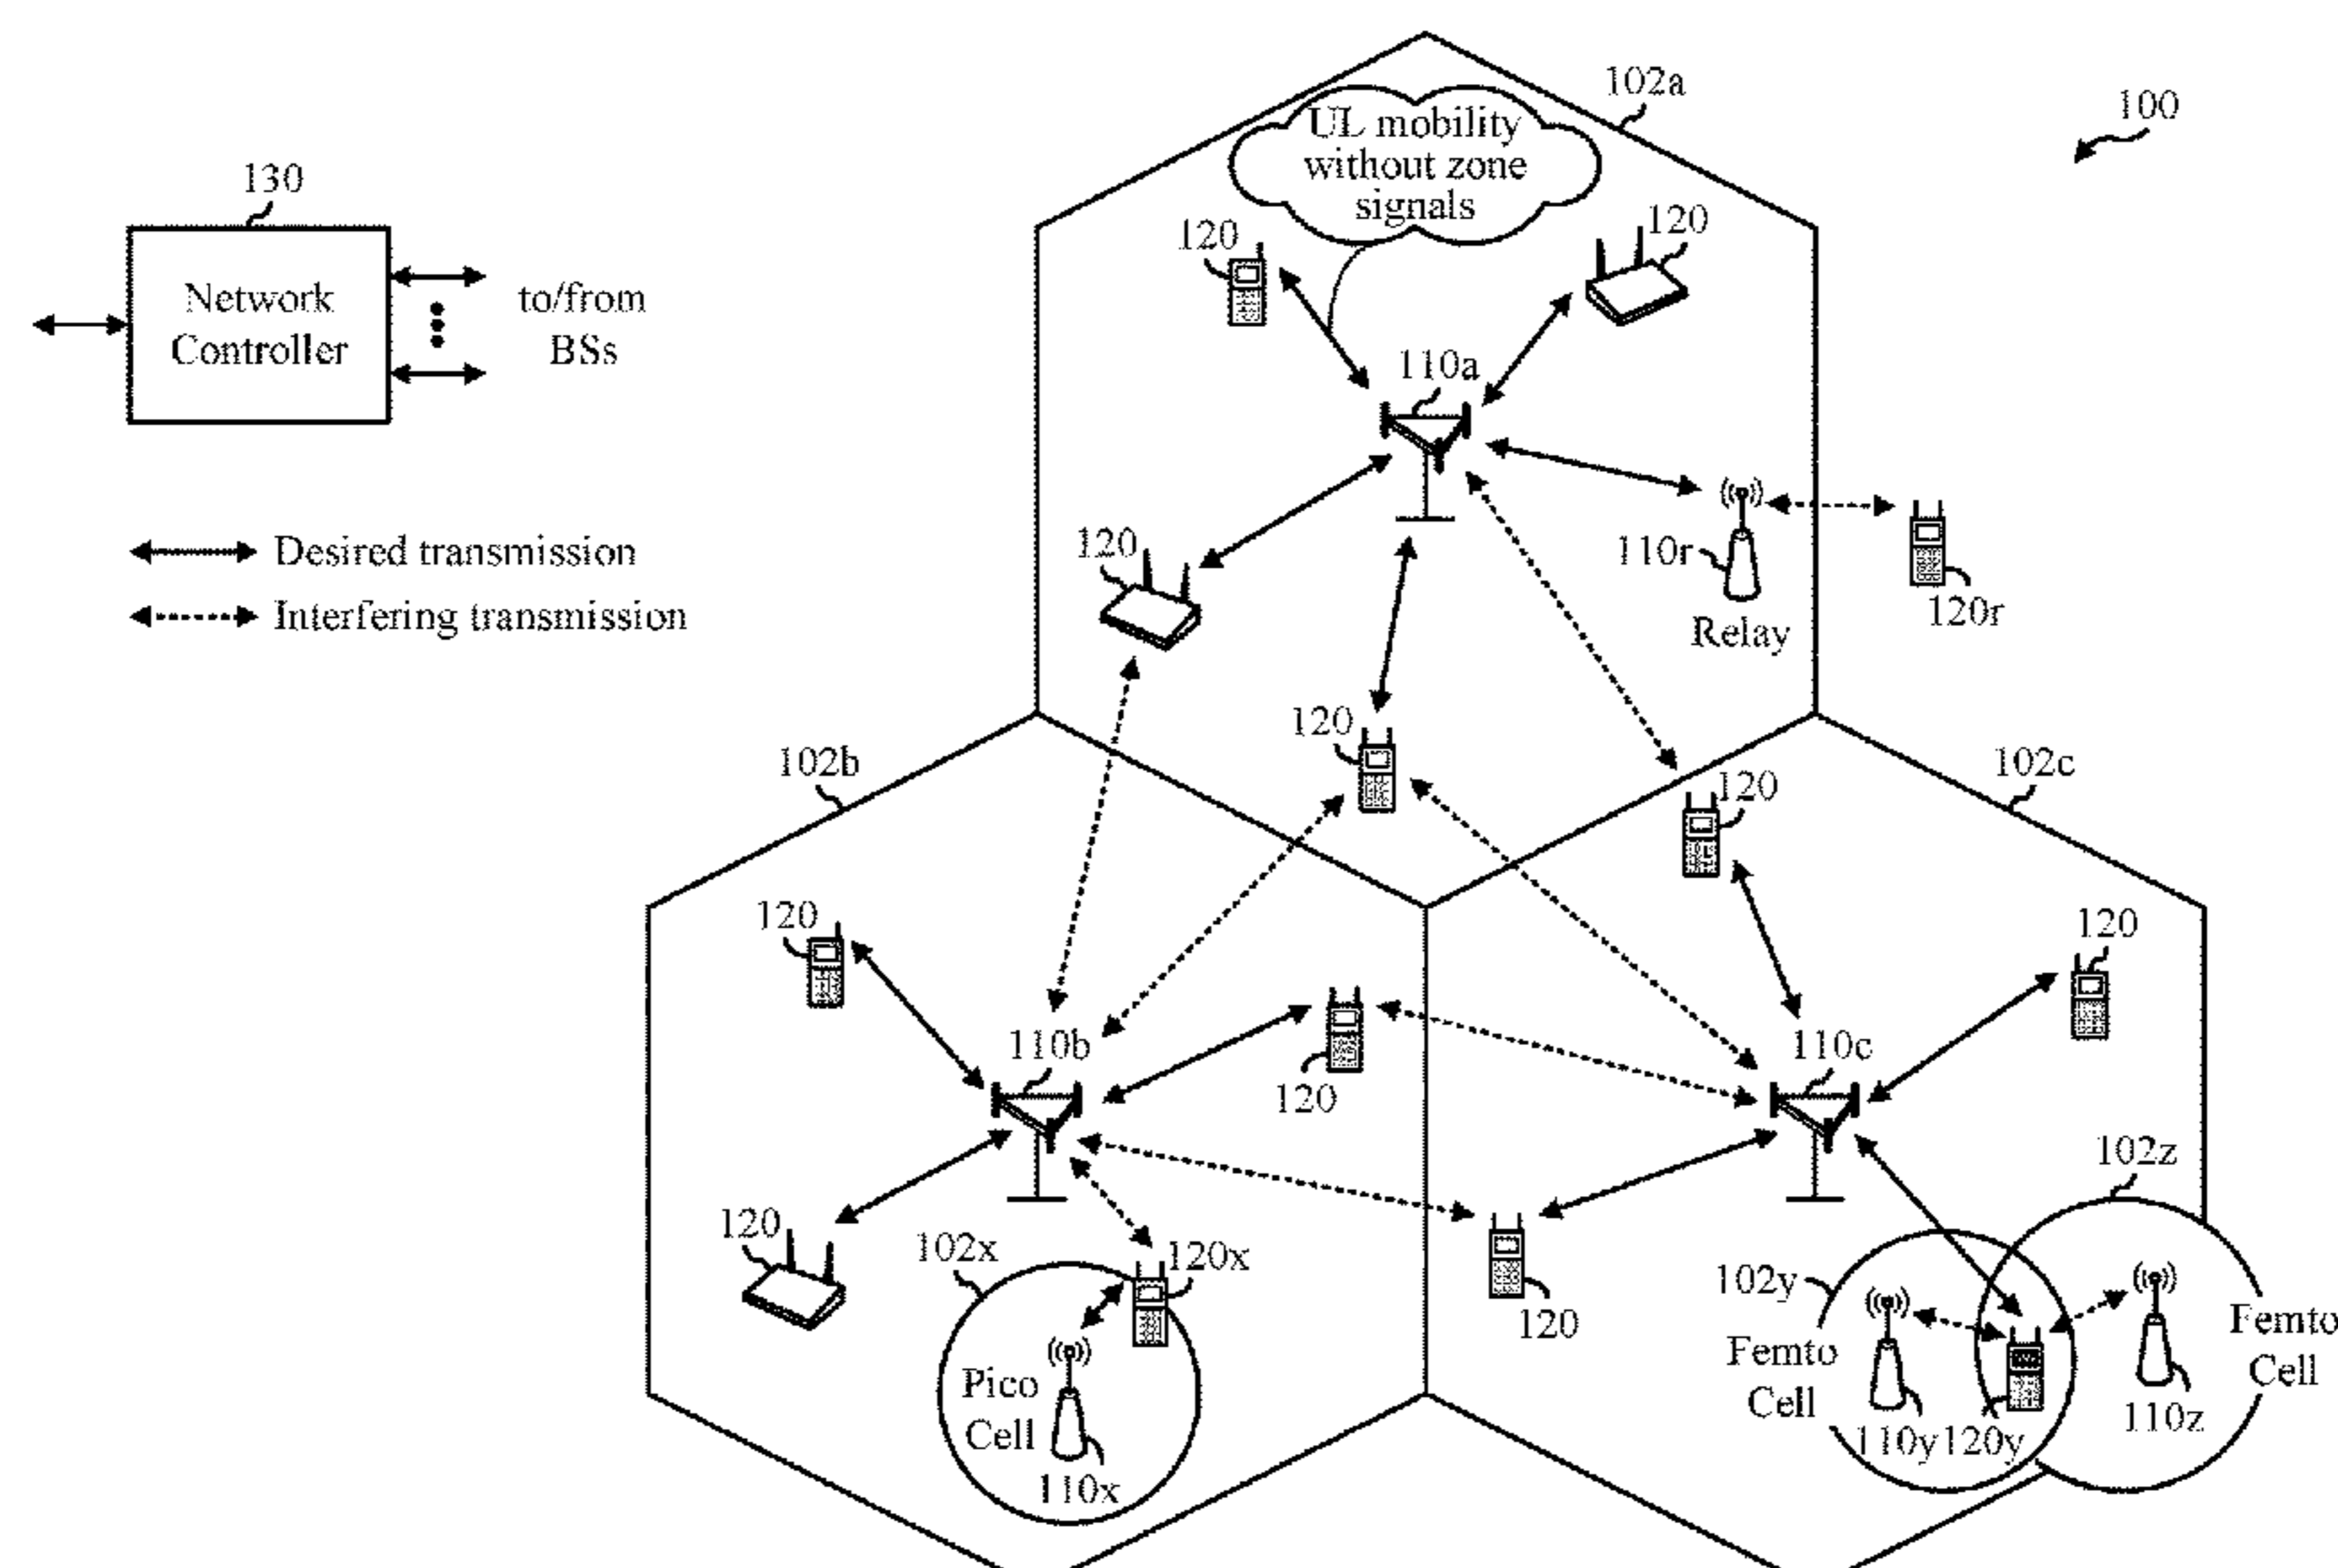 102a
100
UL mobility
without zone
signals
130
120
120
Network
Controller
to/from
BSs
110a
Desired transmission
Interfering transmission
120
110r
120r
Relay
120
102b
102c
120
120
120
110b
110c
120
102z
120
102x
120x
102y
120
Femto
Cell
Femto
Cell
Pico
Cell
110z
110y
120y
110x